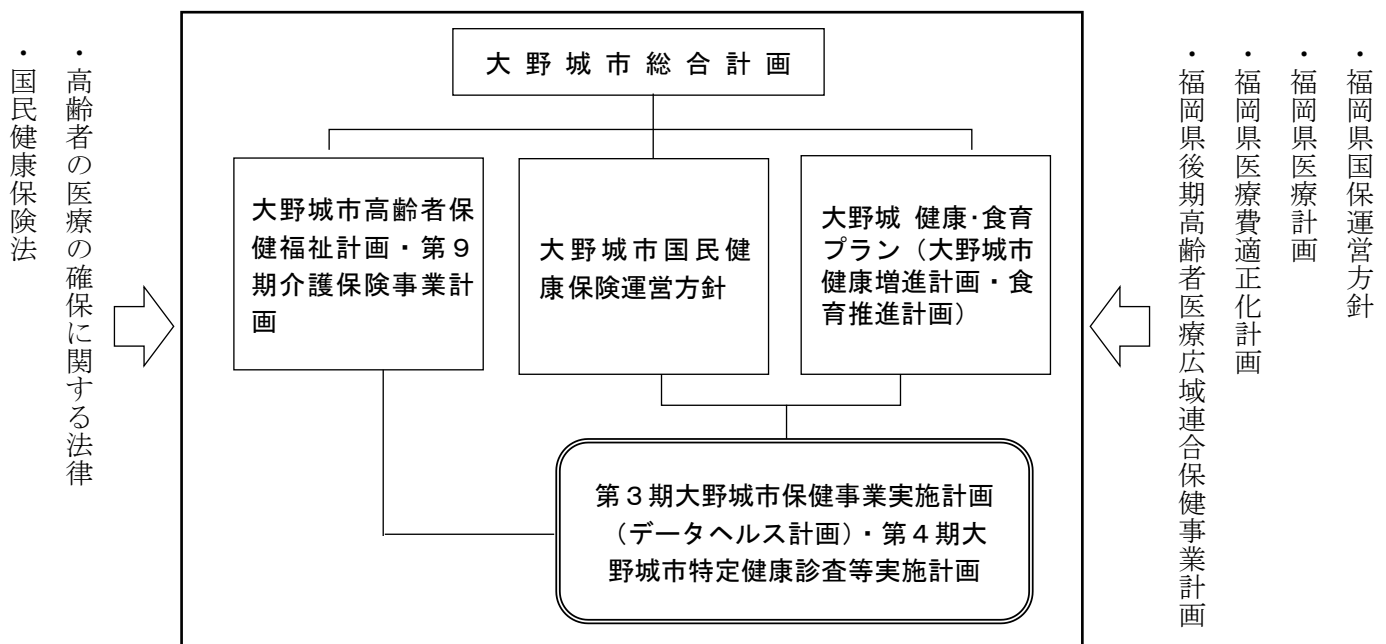 大野城市総合計画
大野城市高齢者保
健福祉計画・第９
期介護保険事業計
画
大野城市国民健
康保険運営方針
大野城 健康・食育
プラン（大野城市
健康増進計画・食
育推進計画）
第３期大野城市保健事業実施計画
（データヘルス計画）・第４期大
野城市特定健康診査等実施計画
・高齢者の医療の確保に関する法律
・国民健康保険法
・福岡県国保運営方針
・福岡県医療計画
・福岡県医療費適正化計画
・福岡県後期高齢者医療広域連合保健事業計画